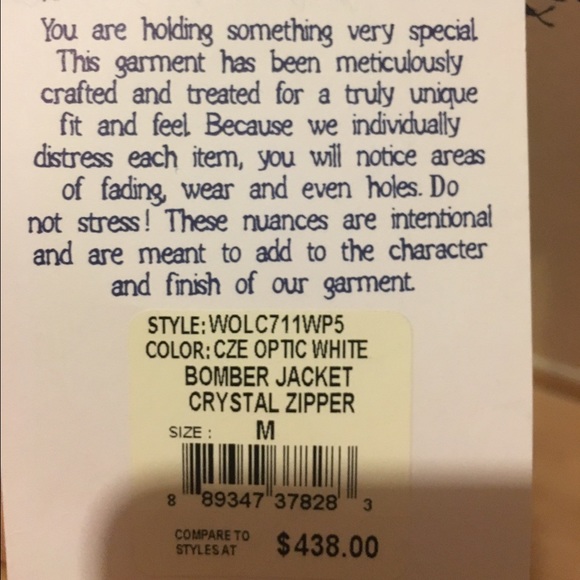 You are holding something very special.
This garment has been meticulously
crafted and treated for a truly unique
fit and feel. Because we individually
distress each item, you will notice areas
of fading, wear and even holes. Do
not stress! These nuances are intentional
and are meant to add to the character
and finish of our garment.
STYLE: WOLC711WP5
COLOR: CZE OPTIC WHITE
BOMBER JACKET
CRYSTAL ZIPPER
SIZE : M
8 89347 37828 3
COMPARE TO
STYLES AT $438.00